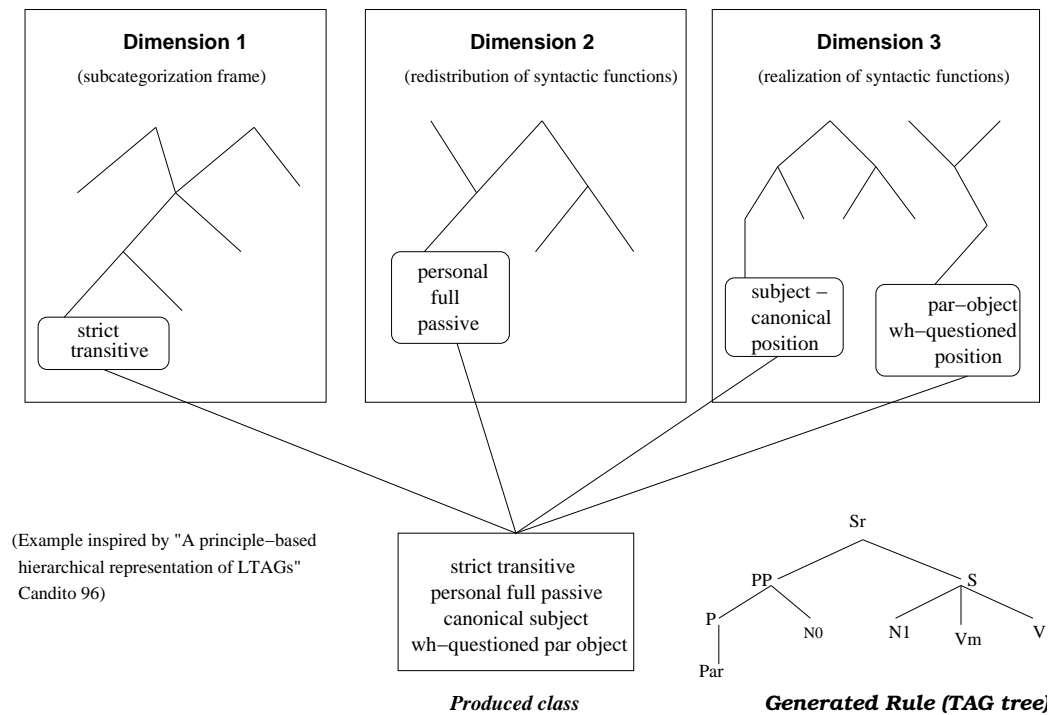 Dimension 1
(subcategorization frame)
strict
transitive
Dimension 2
(redistribution of syntactic functions)
personal
full
passive
Dimension 3
(realization of syntactic functions)
subject −
canonical
position
par−object
wh−questioned
position
(Example inspired by "A principle−based
hierarchical representation of LTAGs"
Candito 96)
strict transitive
personal full passive
canonical subject
wh−questioned par object
Produced class
Sr
PP
S
P
N0
N1
Vm
V
Par
Generated Rule (TAG tree)